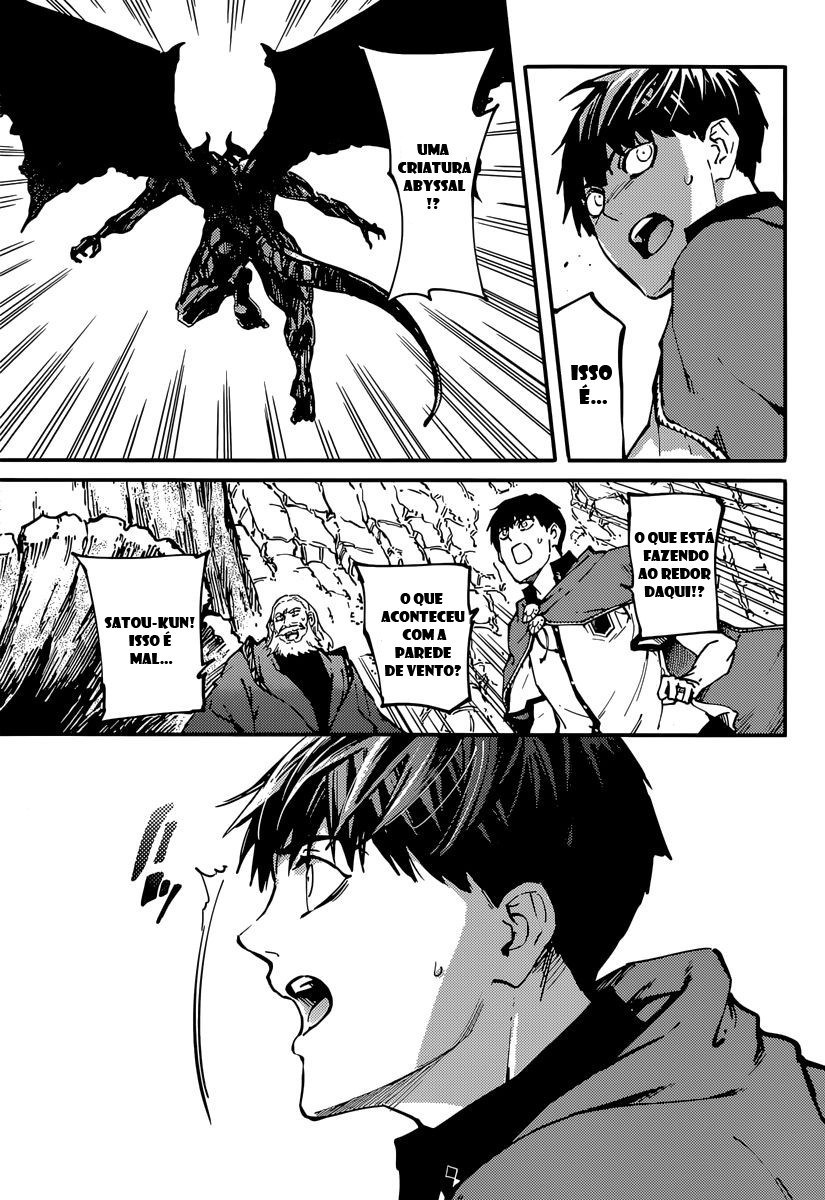 ISSO
É...
UMA
CRIATURA
ABYSSAL
!?
O QUE ESTÁ
FAZENDO
AO REDOR
DAQUI!?
O QUE
ACONTECEU
COM A
PAREDE
DE VENTO?
SATOU-KUN!
ISSO É
MAL...